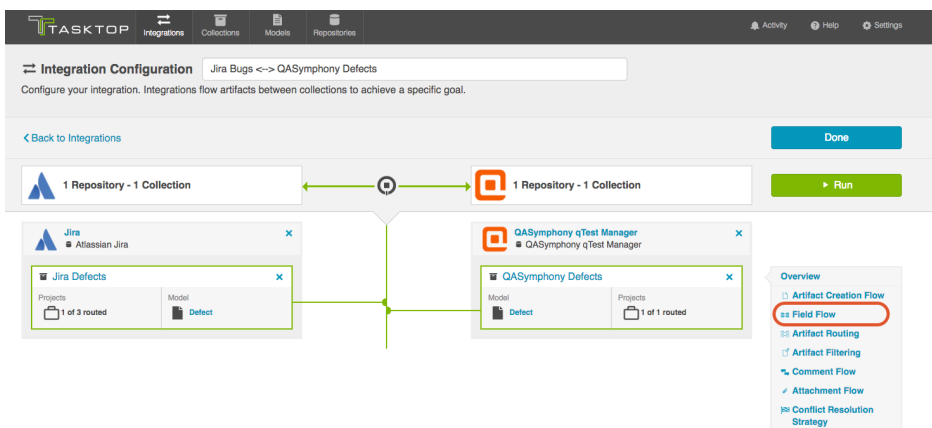 TASKTOP
Integrations
Collections
Models
Repositories
Activity
Help
Settings
Integration Configuration
Jira Bugs <--> QASymphony Defects
Configure your integration. Integrations flow artifacts between collections to achieve a specific goal.
Back to Integrations
Done
1 Repository - 1 Collection
1 Repository - 1 Collection
Run
Jira
Atlassian Jira
QASymphony qTest Manager
QASymphony qTest Manager
Jira Defects
Projects
Model
1 of 3 routed
Defect
QASymphony Defects
Model
Projects
Defect
1 of 1 routed
Overview
Artifact Creation Flow
Field Flow
Artifact Routing
Artifact Filtering
Comment Flow
Attachment Flow
Conflict Resolution
Strategy